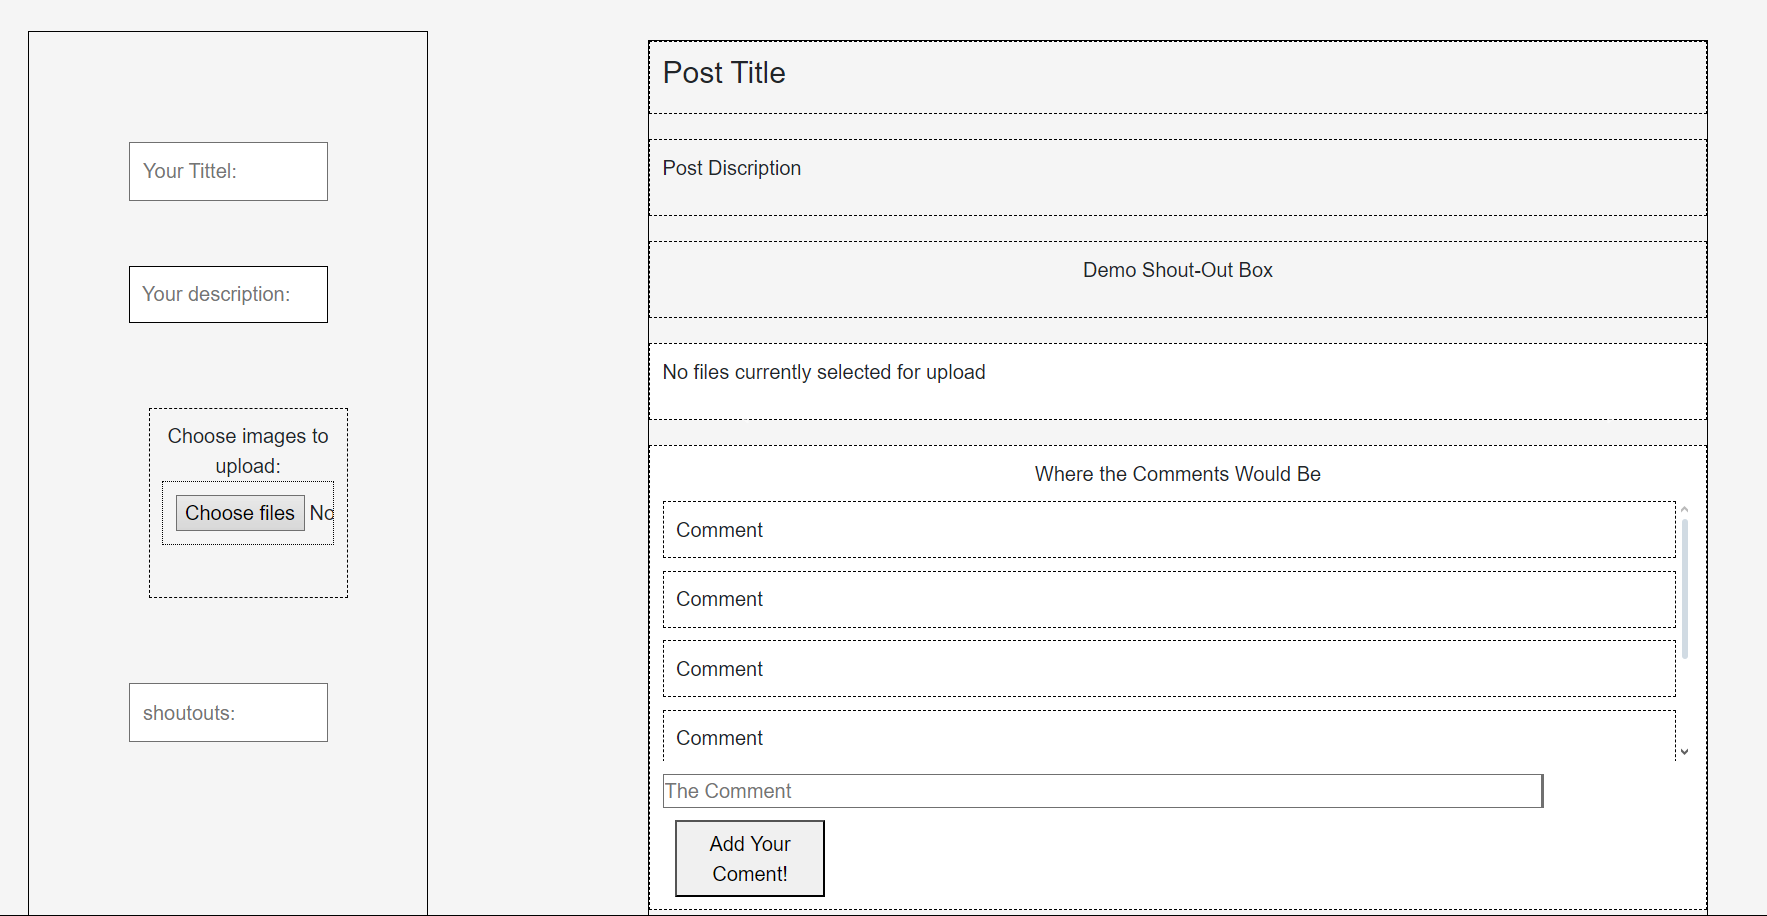 Your Tittel:
Your description:
Choose images to
upload:
Choose files No
shoutouts:
Post Title
Post Discription
Demo Shout-Out Box
No files currently selected for upload
Where the Comments Would Be
Comment
Comment
Comment
Comment
The Comment
Add Your
Coment!